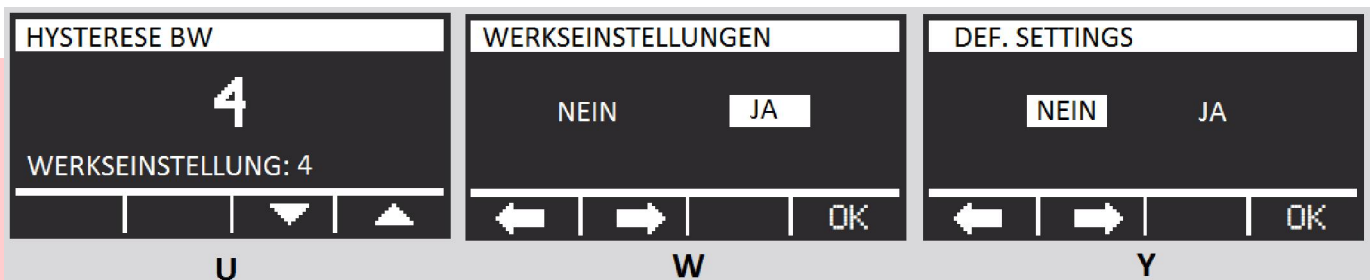 HYSTERESE BW
4
WERKSEINSTELLUNG: 4
U
WERKSEINSTELLUNGEN
NEIN JA
OK
W
DEF. SETTINGS
NEIN JA
OK
Y